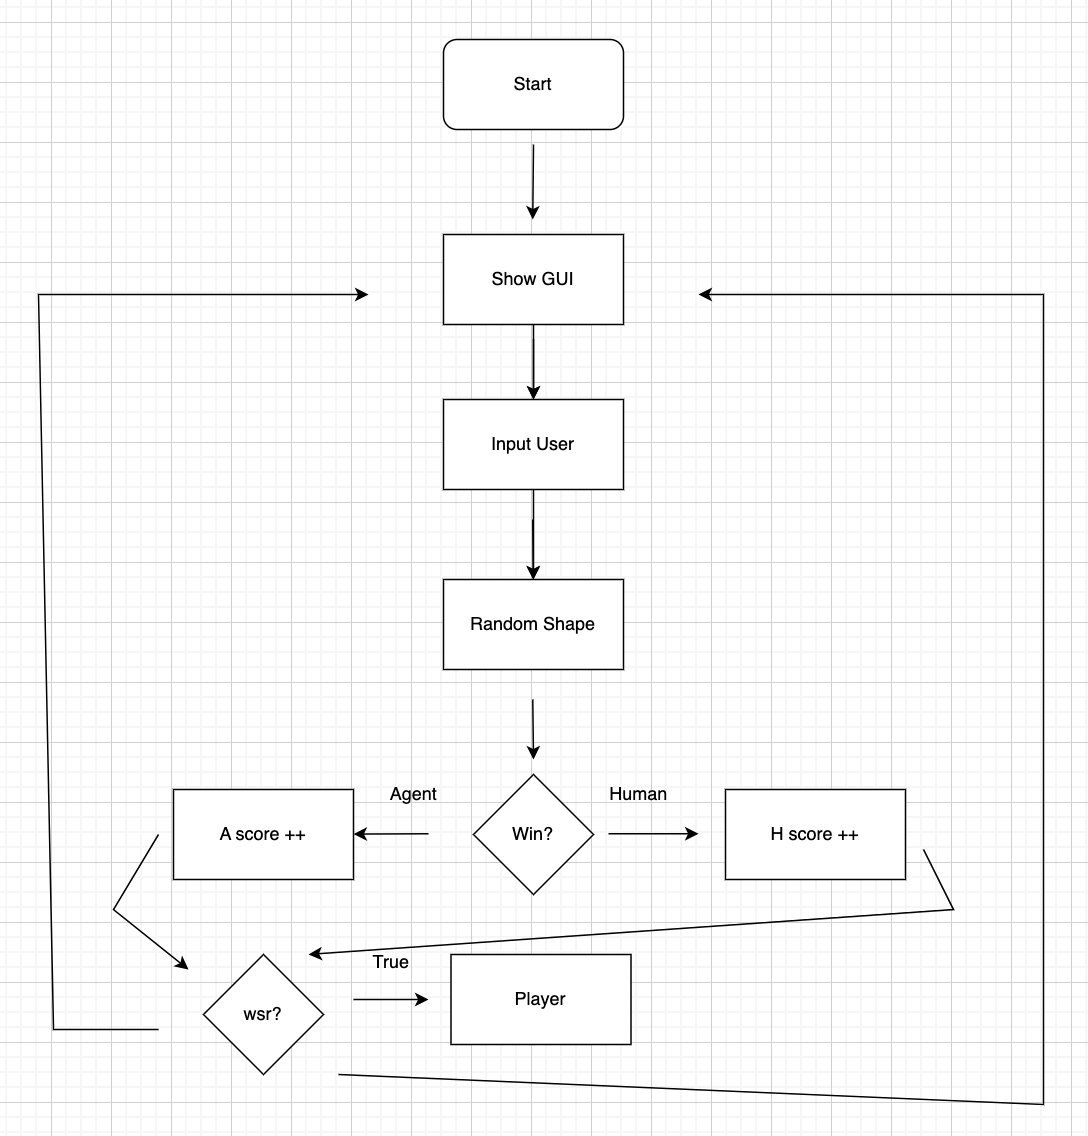 Start
Show GUI
Input User
Random Shape
Agent
Human
A score ++
Win?
H score ++
True
wsr?
Player